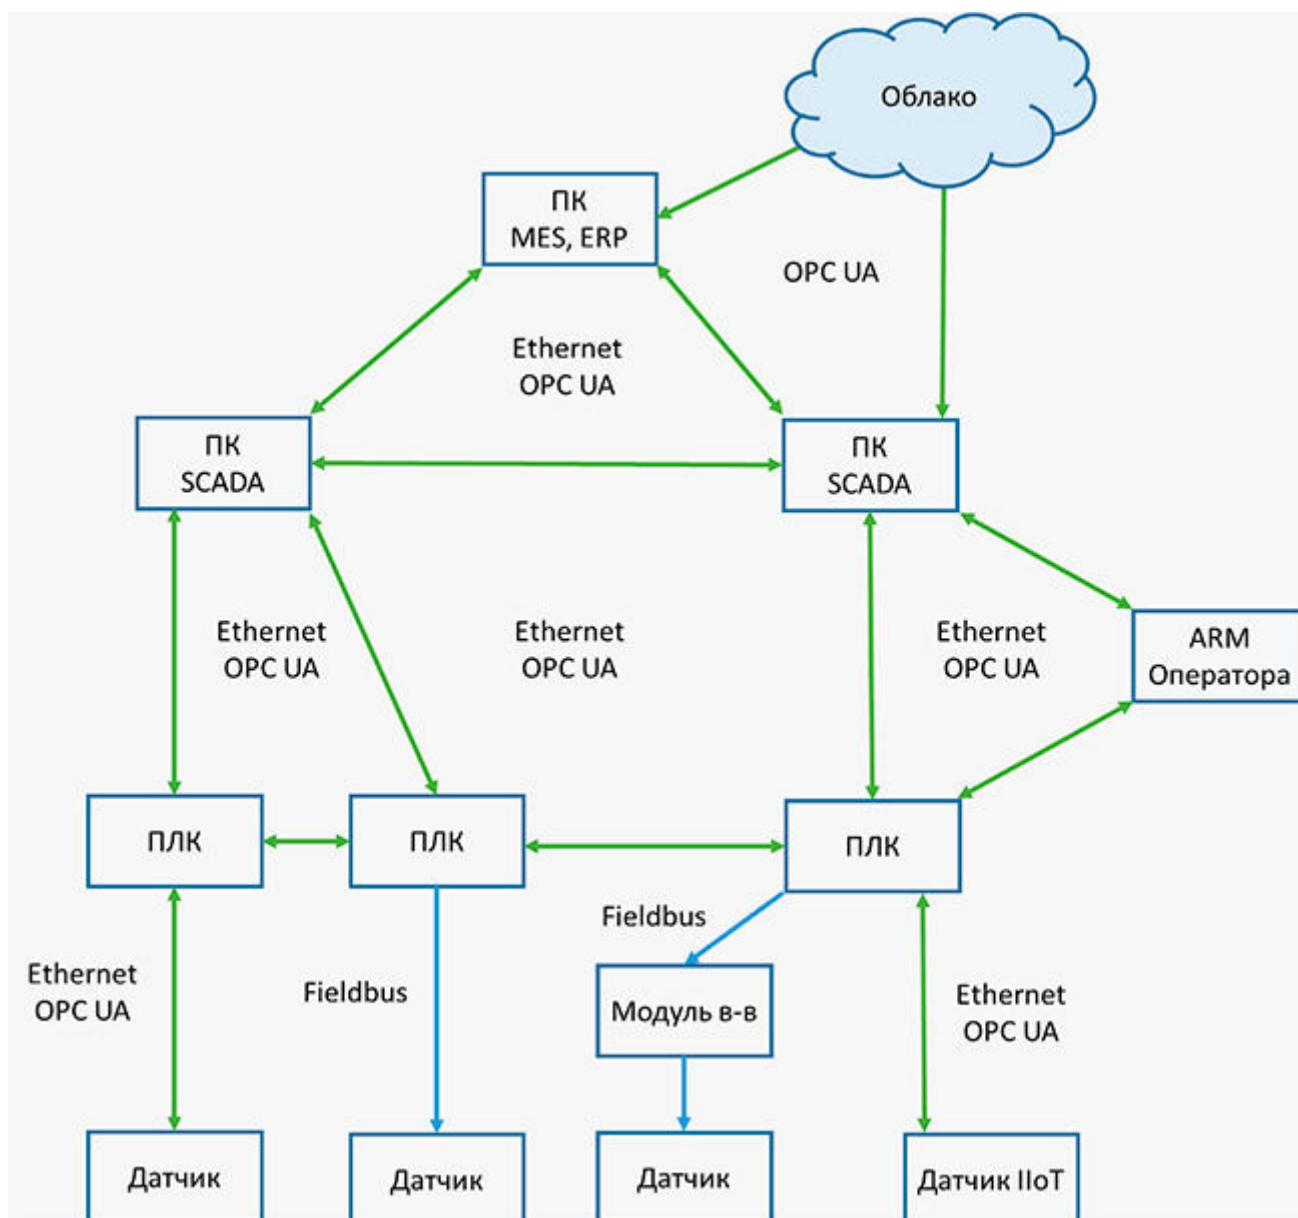 Облако
ПК
MES, ERP
OPC UA
Ethernet
OPC UA
ПК
SCADA
ПК
SCADA
Ethernet
OPC UA
Ethernet
OPC UA
Ethernet
OPC UA
ARM
Оператора
ПЛК
ПЛК
ПЛК
Fieldbus
Ethernet
OPC UA
Fieldbus
Модуль в-в
Ethernet
OPC UA
Датчик
Датчик
Датчик
Датчик IIoT